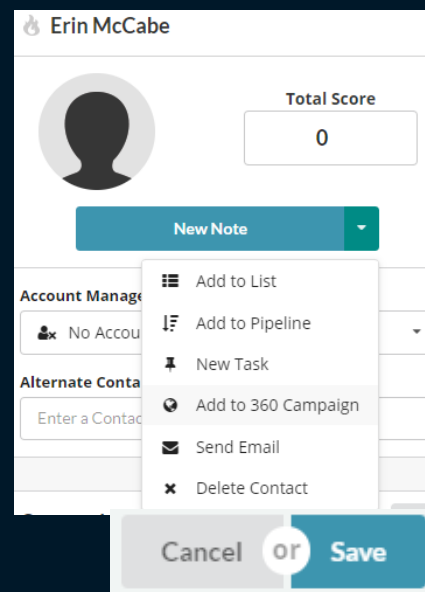 Erin McCabe
Total Score
0
New Note
Add to List
Account Manage
Add to Pipeline
No Accou
New Task
Alternate Conta
Add to 360 Campaign
Enter a Contac
Send Email
Delete Contact
Cancel or Save